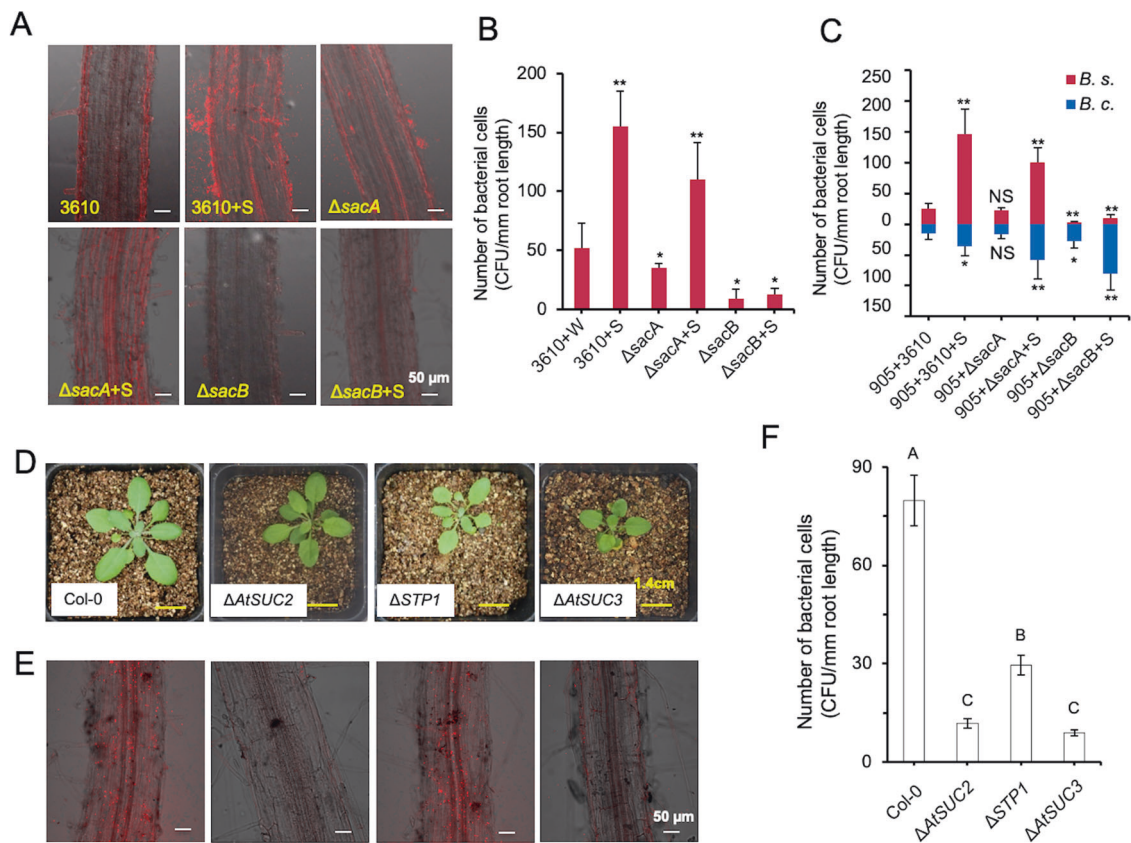 A
3610
3610+S
ΔsacA
ΔsacA+S
ΔsacB
ΔsacB+S
50 μm
B
Number of bacterial cells
(CFU/mm root length)
200
150
100
50
0
**
*
**
*
*
3610+W
3610+S
ΔsacA
ΔsacA+S
ΔsacB
ΔsacB+S
C
Number of bacterial cells
(CFU/mm root length)
250
200
150
100
50
0
50
100
150
B. s.
B. c.
**
NS
**
**
**
*
NS
**
*
**
905+3610
905+3610+S
905+ΔsacA
905+ΔsacA+S
905+ΔsacB
905+ΔsacB+S
D
Col-0
ΔAtSUC2
ΔSTP1
ΔAtSUC3
1.4cm
E
50 μm
F
Number of bacterial cells
(CFU/mm root length)
90
60
30
0
A
C
B
C
Col-0
ΔAtSUC2
ΔSTP1
ΔAtSUC3